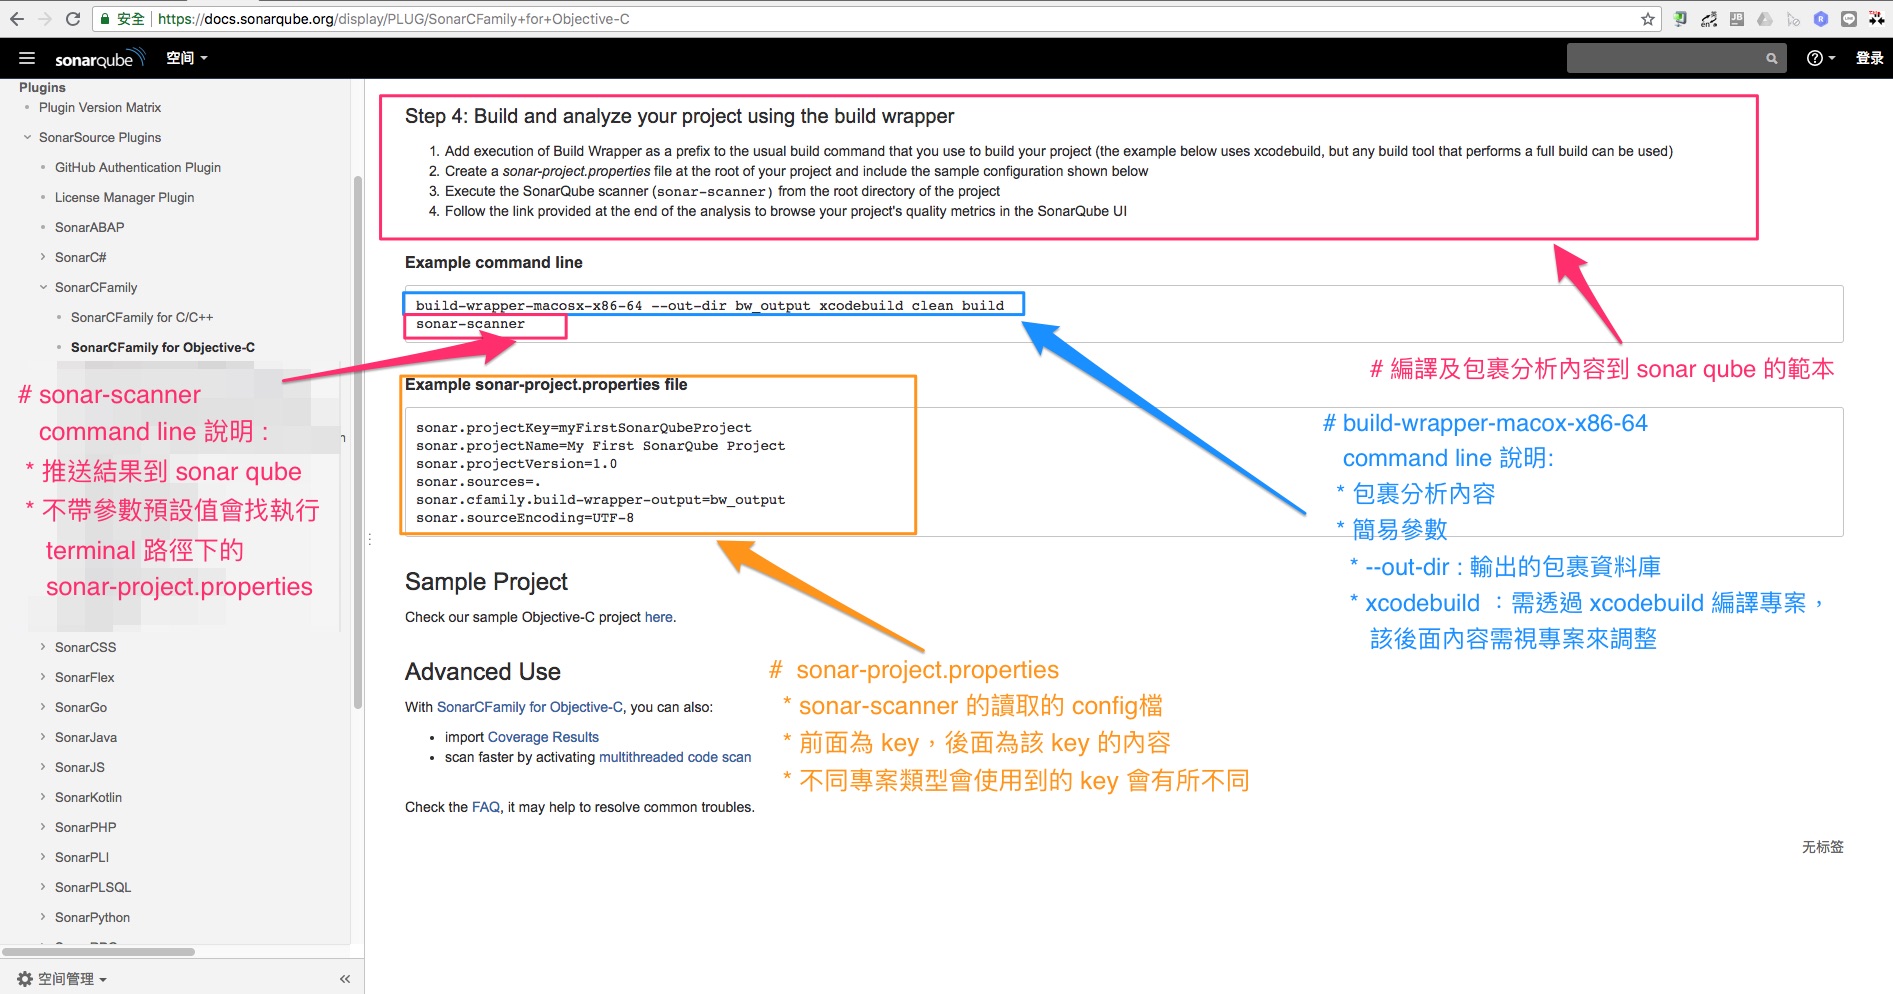 安全 https://docs.sonarqube.org/display/PLUG/SonarCFamily+for+Objective-C
sonarqube 空间 登录
Plugins
Plugin Version Matrix
SonarSource Plugins
GitHub Authentication Plugin
License Manager Plugin
SonarABAP
SonarC#
SonarCFamily
SonarCFamily for C/C++
SonarCFamily for Objective-C
# sonar-scanner
command line 說明 :
* 推送結果到 sonar qube
* 不帶參數預設值會找執行
terminal 路徑下的
sonar-project.properties
SonarCSS
SonarFlex
SonarGo
SonarJava
SonarJS
SonarKotlin
SonarPHP
SonarPLI
SonarPLSQL
SonarPython
空间管理
Step 4: Build and analyze your project using the build wrapper
1. Add execution of Build Wrapper as a prefix to the usual build command that you use to build your project (the example below uses xcodebuild, but any build tool that performs a full build can be used)
2. Create a sonar-project.properties file at the root of your project and include the sample configuration shown below
3. Execute the SonarQube scanner (sonar-scanner) from the root directory of the project
4. Follow the link provided at the end of the analysis to browse your project's quality metrics in the SonarQube UI
Example command line
build-wrapper-macosx-x86-64 --out-dir bw_output xcodebuild clean build
sonar-scanner
# 編譯及包裹分析內容到 sonar qube 的範本
Example sonar-project.properties file
sonar.projectKey=myFirstSonarQubeProject
sonar.projectName=My First SonarQube Project
sonar.projectVersion=1.0
sonar.sources=.
sonar.cfamily.build-wrapper-output=bw_output
sonar.sourceEncoding=UTF-8
# build-wrapper-macox-x86-64
command line 說明:
* 包裹分析內容
* 簡易參數
* --out-dir : 輸出的包裹資料庫
* xcodebuild ：需透過 xcodebuild 編譯專案，
該後面內容需視專案來調整
Sample Project
Check our sample Objective-C project here.
Advanced Use
With SonarCFamily for Objective-C, you can also:
• import Coverage Results
• scan faster by activating multithreaded code scan
Check the FAQ, it may help to resolve common troubles.
# sonar-project.properties
* sonar-scanner 的讀取的 config檔
* 前面為 key，後面為該 key 的內容
* 不同專案類型會使用到的 key 會有所不同
无标签